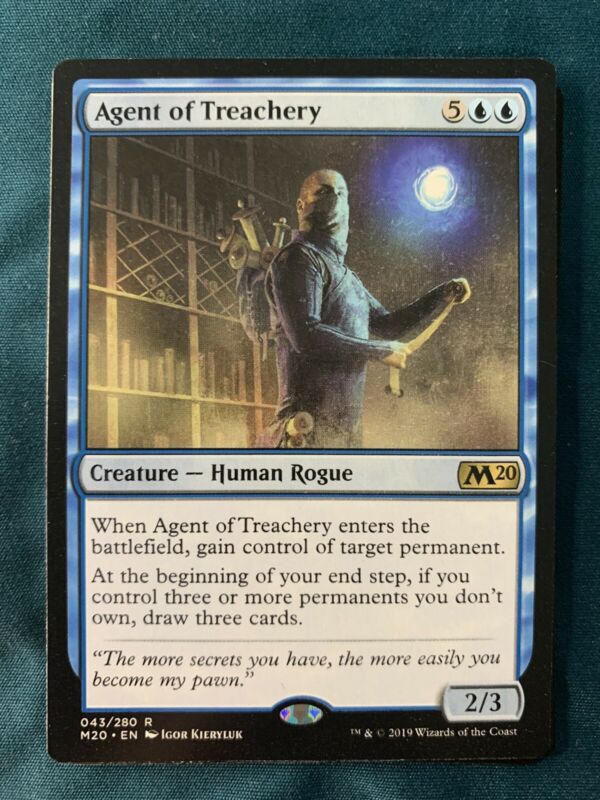 Agent of Treachery 5
Creature — Human Rogue M20
When Agent of Treachery enters the
battlefield, gain control of target permanent.
At the beginning of your end step, if you
control three or more permanents you don't
own, draw three cards.
"The more secrets you have, the more easily you
become my pawn."
2/3
043/280 R
M20 • EN Igor Kieryluk
™ & © 2019 Wizards of the Coast